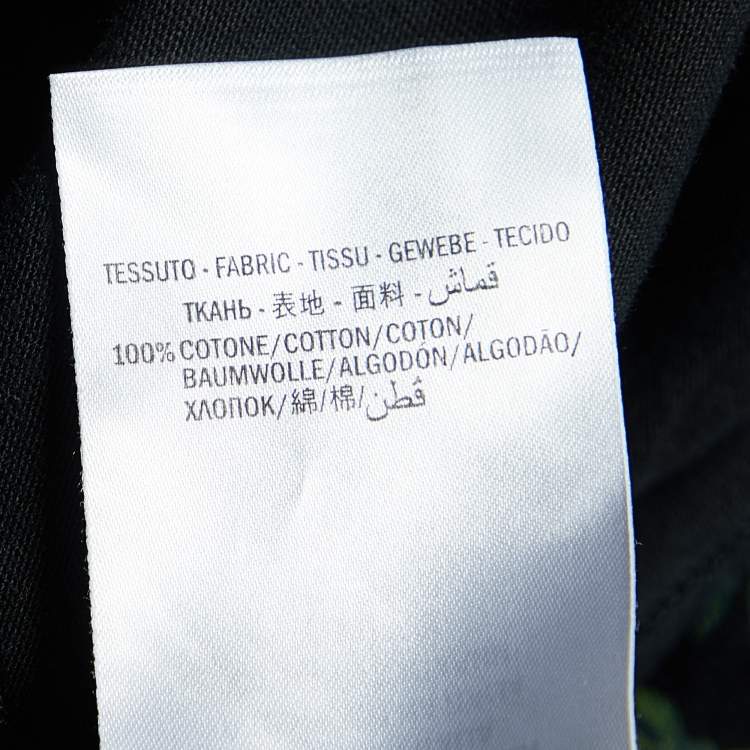 TESSUTO - FABRIC - TISSU - GEWEBE - TECIDO
ТКАНЬ - 表地 - 面料 - قماش
100% COTONE/COTTON/COTON/
BAUMWOLLE/ALGODÓN/ALGODÃO/
ХЛОПОК/綿/棉/قُطن